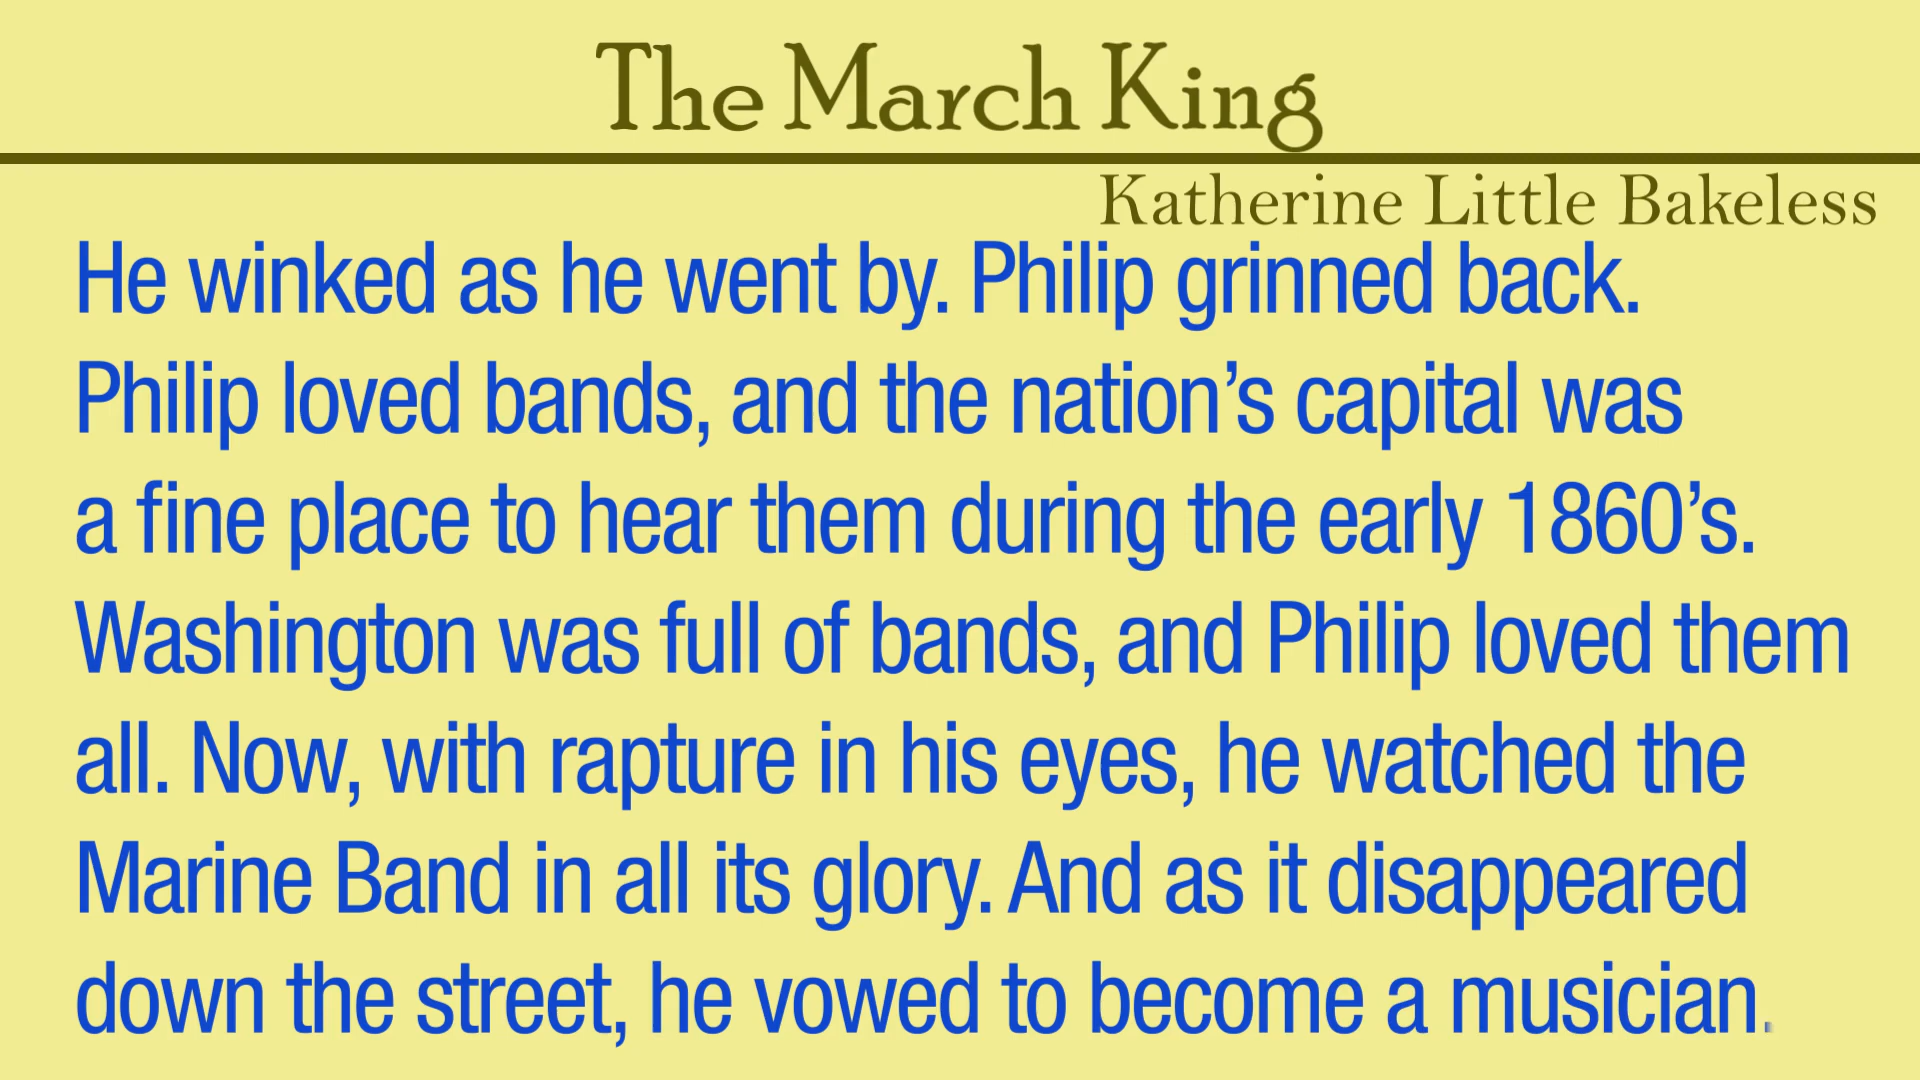 The March King
Katherine Little Bakeless
He winked as he went by. Philip grinned back.
Philip loved bands, and the nation’s capital was
a fine place to hear them during the early 1860’s.
Washington was full of bands, and Philip loved them
all. Now, with rapture in his eyes, he watched the
Marine Band in all its glory. And as it disappeared
down the street, he vowed to become a musician.